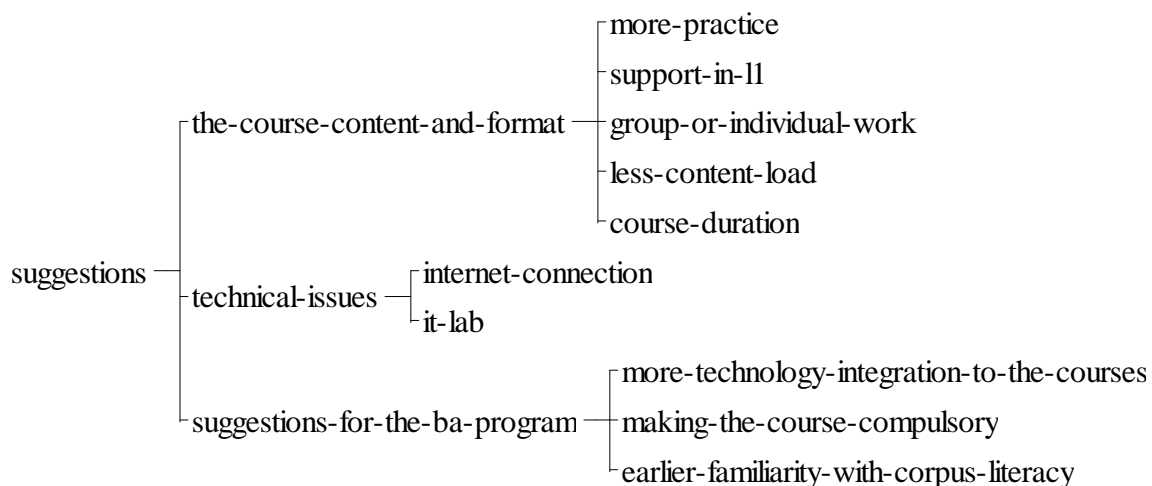 suggestions
the-course-content-and-format
more-practice
support-in-l1
group-or-individual-work
less-content-load
course-duration
technical-issues
internet-connection
it-lab
suggestions-for-the-ba-program
more-technology-integration-to-the-courses
making-the-course-compulsory
earlier-familiarity-with-corpus-literacy